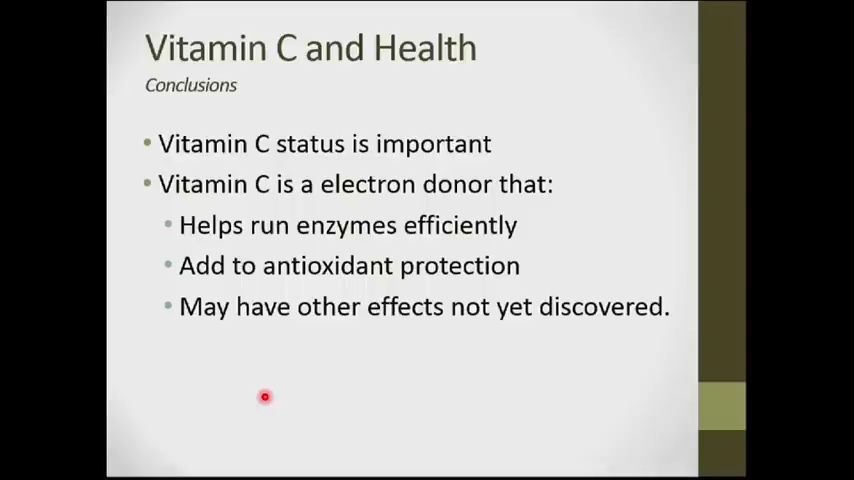 Vitamin C and Health
Conclusions
• Vitamin C status is important
• Vitamin C is a electron donor that:
• Helps run enzymes efficiently
• Add to antioxidant protection
• May have other effects not yet discovered.